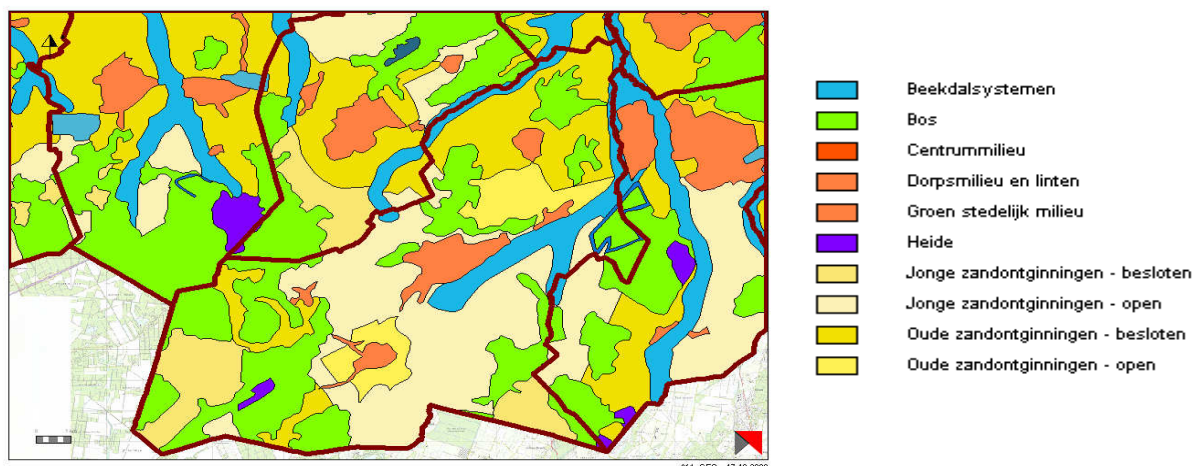 Beekdalsystemen
Bos
Centrummilieu
Dorpsmilieu en linten
Groen stedelijk milieu
Heide
Jonge zandontginningen - besloten
Jonge zandontginningen - open
Oude zandontginningen - besloten
Oude zandontginningen - open